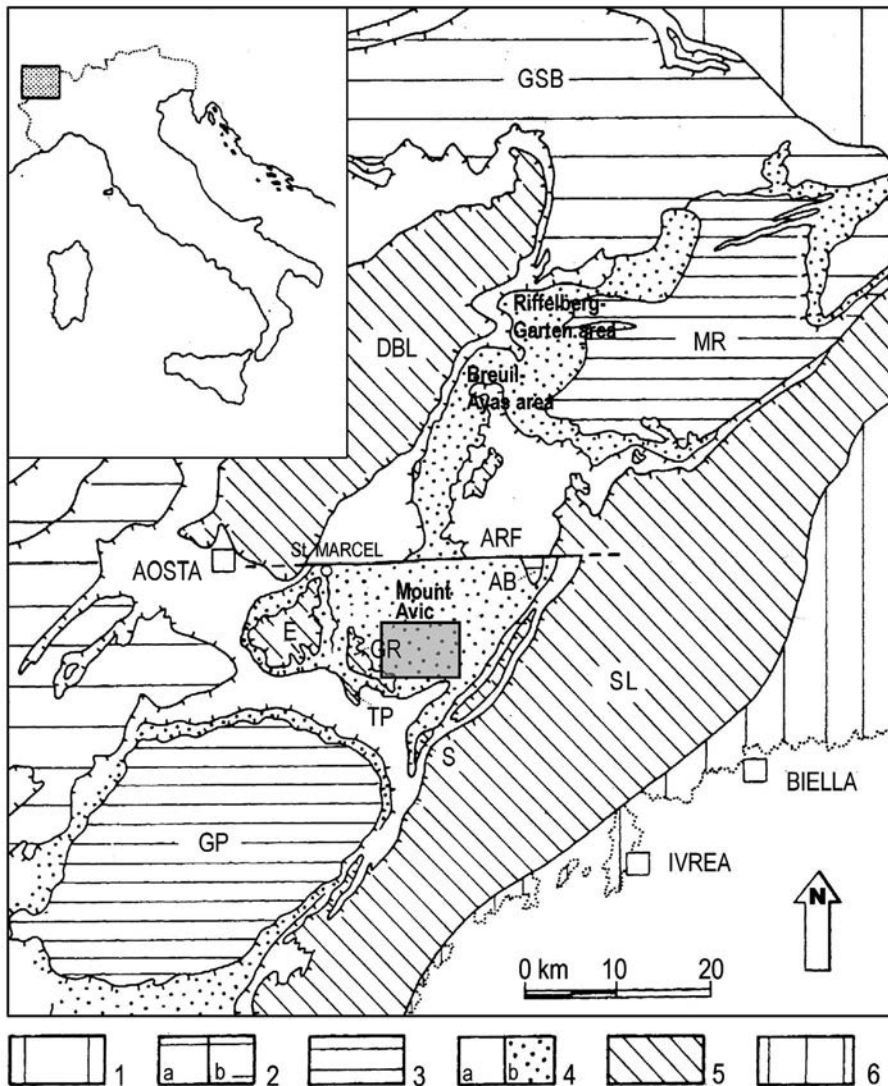 GSB
Riffelberg-
Garten area
MR
DBL
Breuil-
Ayas area
ARF
St. MARCEL
AOSTA
AB
Mount
Avic
E
GR
SL
TP
S
BIELLA
GP
IVREA
N
0 km 10 20
1 a b 2 3 a b 4 5 6